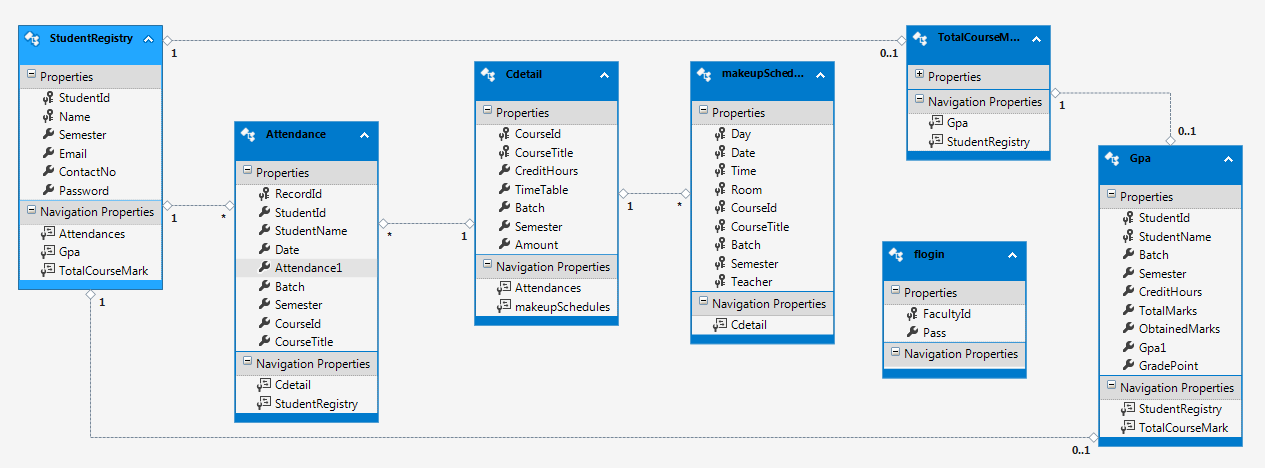 StudentRegistry
Properties
StudentId
Name
Semester
Email
ContactNo
Password
Navigation Properties
Attendances
Gpa
TotalCourseMark
1
1
*
1
Attendance
Properties
RecordId
StudentId
StudentName
Date
Attendance1
Batch
Semester
CourseId
CourseTitle
Navigation Properties
Cdetail
StudentRegistry
*
1
Cdetail
Properties
CourseId
CourseTitle
CreditHours
TimeTable
Batch
Semester
Amount
Navigation Properties
Attendances
makeupSchedules
1
*
makeupSched...
Properties
Day
Date
Time
Room
CourseId
CourseTitle
Batch
Semester
Teacher
Navigation Properties
Cdetail
0..1
TotalCourseM...
Properties
Navigation Properties
Gpa
StudentRegistry
1
0..1
flogin
Properties
FacultyId
Pass
Navigation Properties
Gpa
Properties
StudentId
StudentName
Batch
Semester
CreditHours
TotalMarks
ObtainedMarks
Gpa1
GradePoint
Navigation Properties
StudentRegistry
TotalCourseMark
0..1